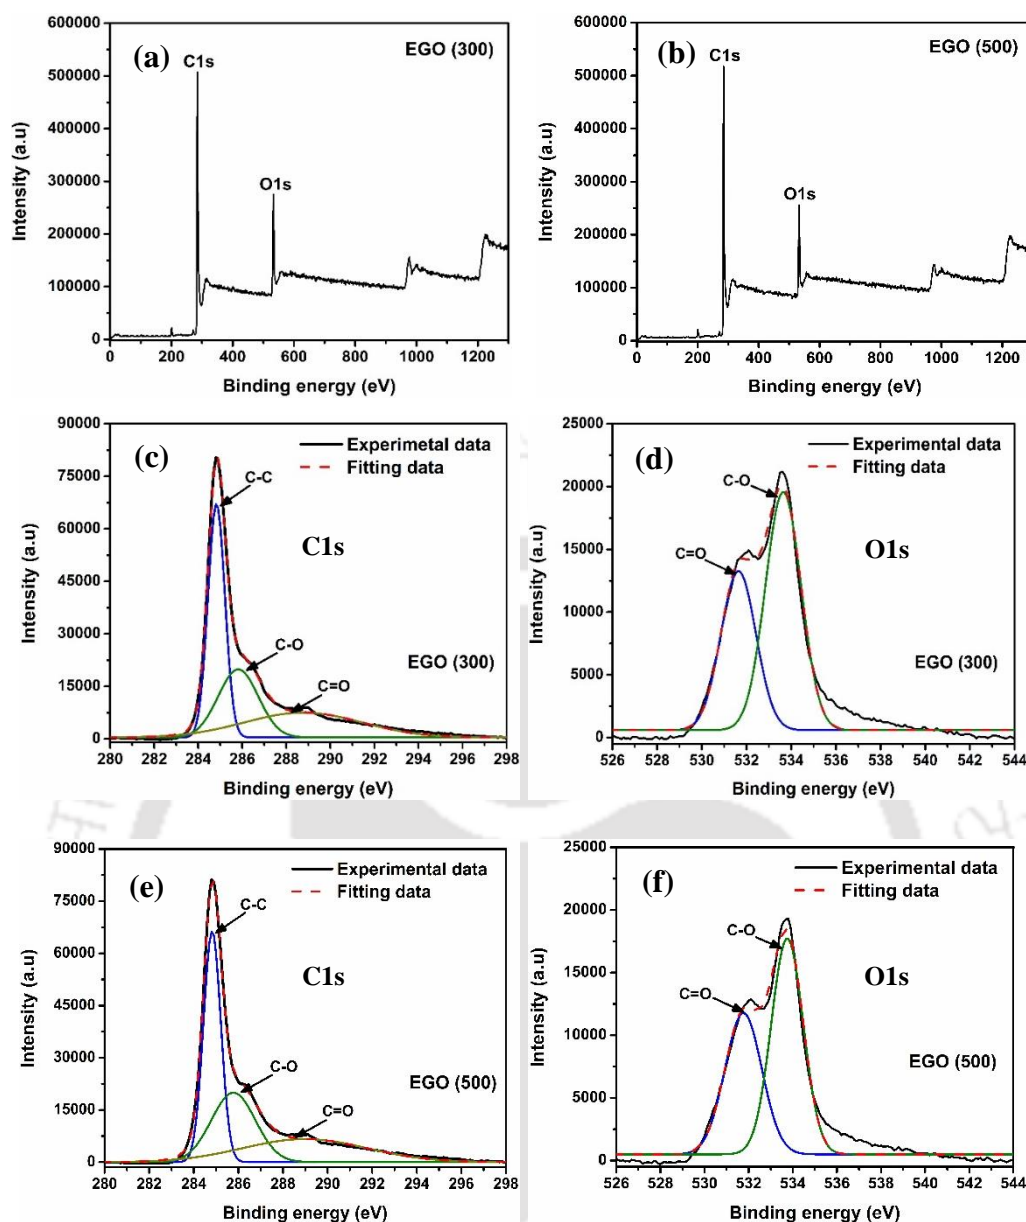 (a)
EGO (300)
C1s
O1s
600000
500000
400000
300000
200000
100000
0
Intensity (a.u)
0 200 400 600 800 1000 1200
Binding energy (eV)
(b)
EGO (500)
C1s
O1s
600000
500000
400000
300000
200000
100000
0
Intensity (a.u)
0 200 400 600 800 1000 1200
Binding energy (eV)
(c)
Experimetal data
Fitting data
C-C
C1s
C-O
C=O
EGO (300)
90000
75000
60000
45000
30000
15000
0
Intensity (a.u)
280 282 284 286 288 290 292 294 296 298
Binding energy (eV)
(d)
Experimental data
Fitting data
C-O
O1s
C=O
EGO (300)
25000
20000
15000
10000
5000
0
Intensity (a.u)
526 528 530 532 534 536 538 540 542 544
Binding energy (eV)
(e)
Experimental data
Fitting data
C-C
C1s
C-O
C=O
EGO (500)
90000
75000
60000
45000
30000
15000
0
Intensity (a.u)
280 282 284 286 288 290 292 294 296 298
Binding energy (eV)
(f)
Experimental data
Fitting data
C-O
O1s
C=O
EGO (500)
25000
20000
15000
10000
5000
0
Intensity (a.u)
526 528 530 532 534 536 538 540 542 544
Binding energy (eV)